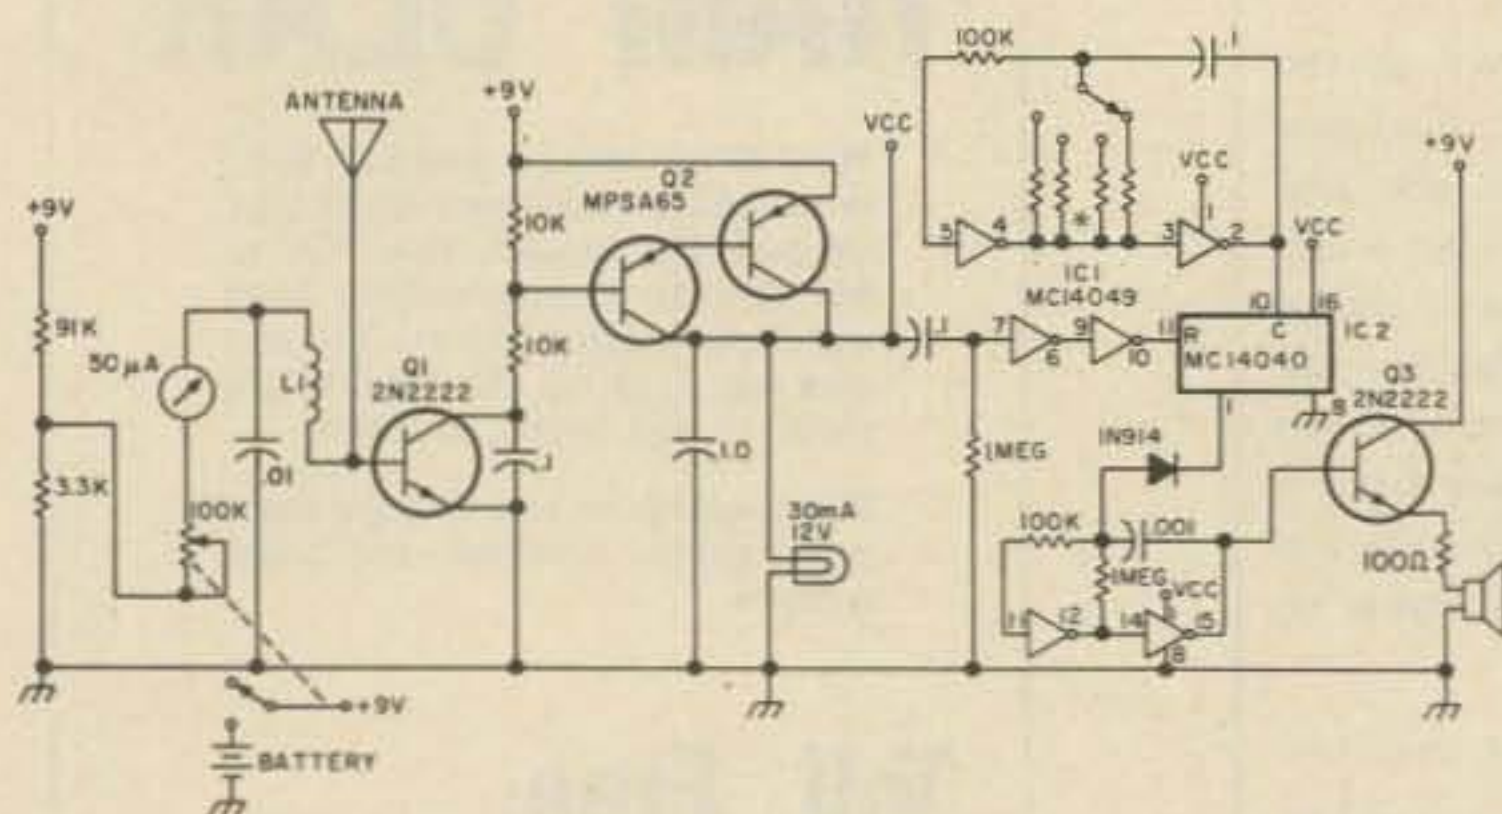 ANTENNA
+9V
+9V
91K
50μA
3.3K
100K
.01
L1
Q1
2N2222
10K
10K
.1
Q2
MPSA65
1.0
30mA
12V
VCC
.1
100K
.1
5
4
*
3
VCC
1
2
IC1
MC14049
7
6
9
10
VCC
10
16
11
R
C
IC2
MC14040
1
8
1MEG
1N914
100K
.001
1MEG
VCC
11
12
14
15
8
Q3
2N2222
+9V
100Ω
+9V
BATTERY